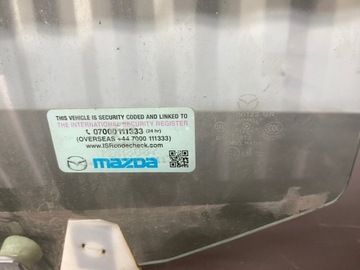 THIS VEHICLE IS SECURITY CODED AND LINKED TO
THE INTERNATIONAL SECURITY REGISTER
07000 111333 (24 hr)
(OVERSEAS +44 7000 111333)
www.ISRcodecheck.com
mazda